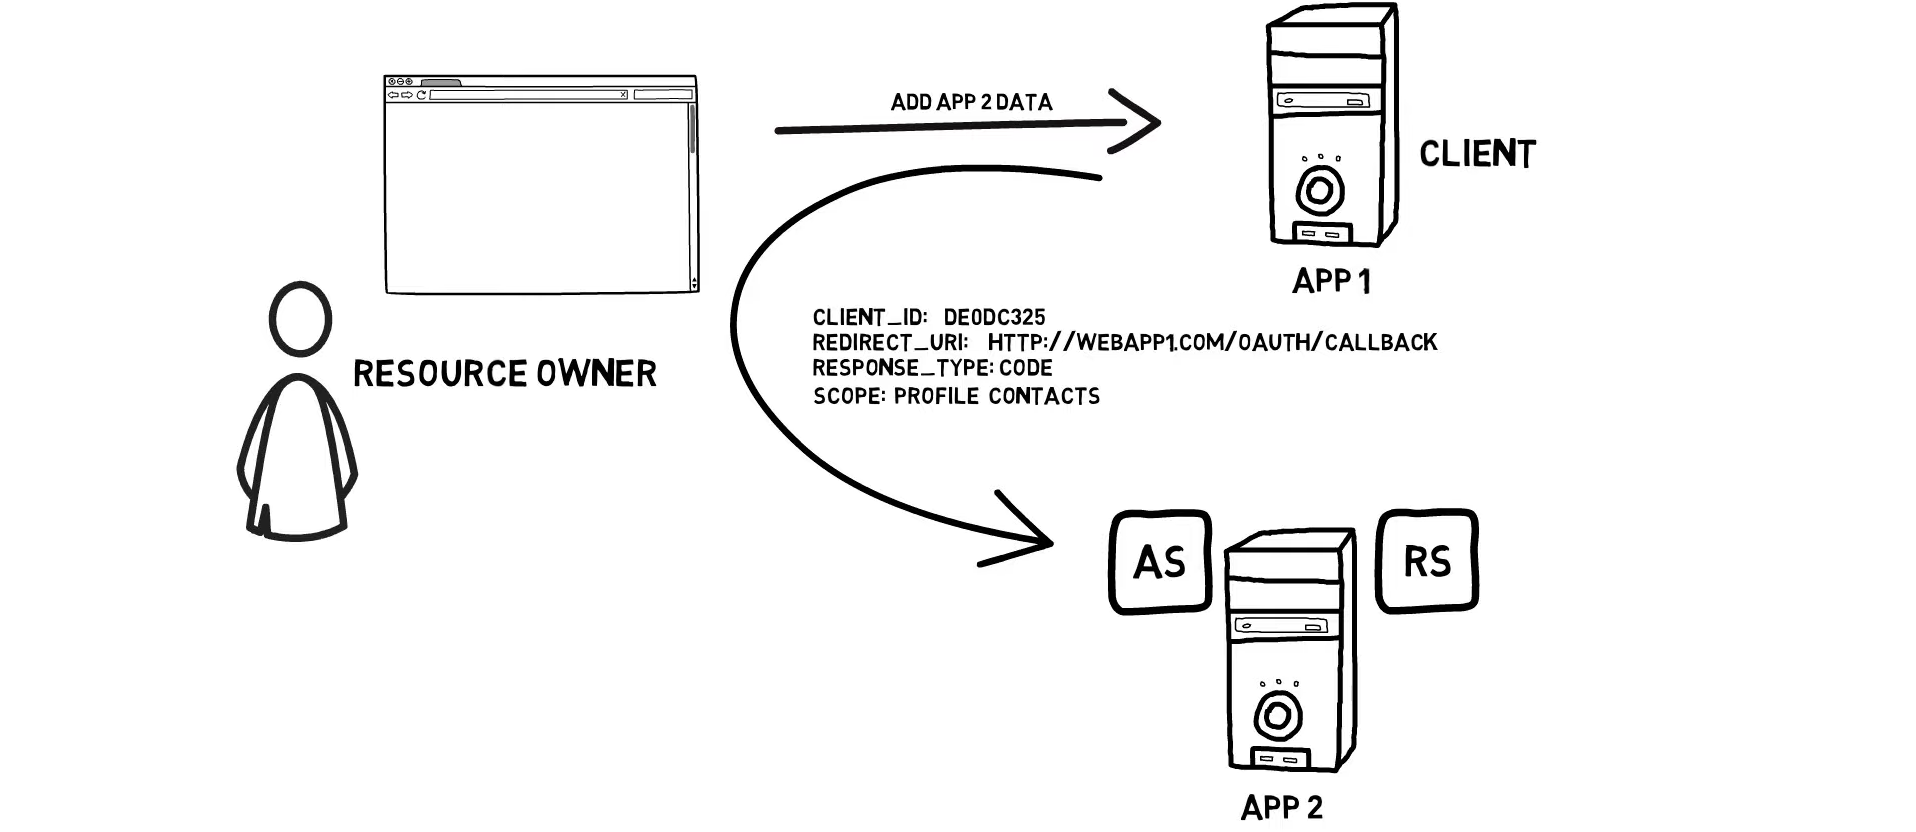 ADD APP 2 DATA
CLIENT
APP 1
CLIENT_ID: DE0DC325
REDIRECT_URI: HTTP://WEBAPP1.COM/OAUTH/CALLBACK
RESPONSE_TYPE: CODE
SCOPE: PROFILE CONTACTS
RESOURCE OWNER
AS
RS
APP 2